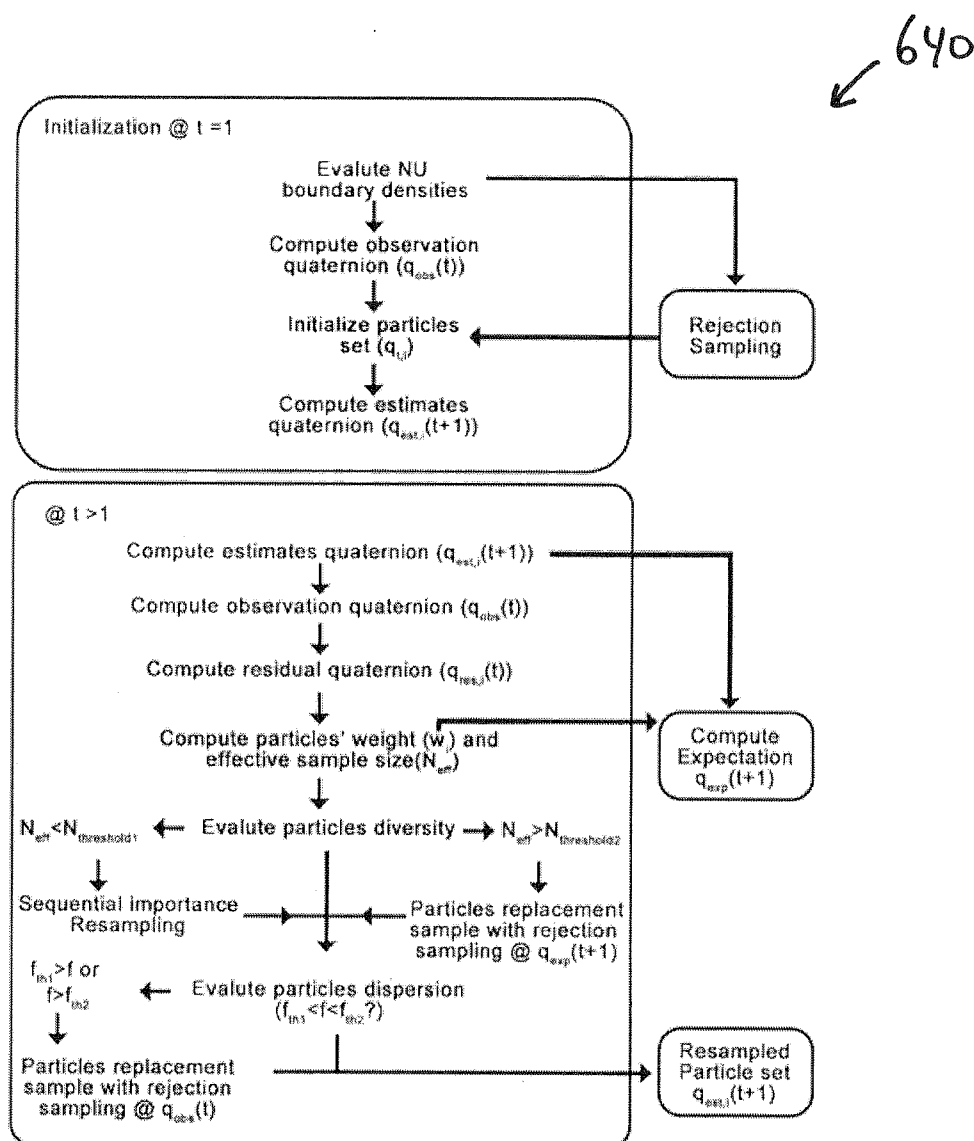 640
Initialization @ t =1
Evalute NU
boundary densities
Compute observation
quaternion (q_obs(t))
Initialize particles
set (q_t,i)
Rejection
Sampling
Compute estimates
quaternion (q_est,i(t+1))
@ t >1
Compute estimates quaternion (q_est,i(t+1))
Compute observation quaternion (q_obs(t))
Compute residual quaternion (q_res,i(t))
Compute particles' weight (w_i) and
effective sample size(N_eff)
Compute
Expectation
q_exp(t+1)
N_eff<N_threshold1
Evalute particles diversity
N_eff>N_threshold2
Sequential importance
Resampling
Particles replacement
sample with rejection
sampling @ q_exp(t+1)
f_th1>f or
f>f_th2
Evalute particles dispersion
(f_th1<f<f_th2?)
Particles replacement
sample with rejection
sampling @ q_obs(t)
Resampled
Particle set
q_est,i(t+1)